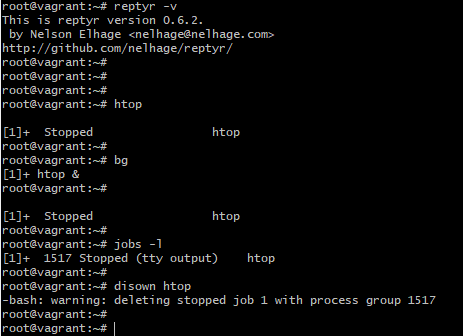 root@vagrant:~# reptyr -v
This is reptyr version 0.6.2.
 by Nelson Elhage <nelhage@nelhage.com>
http://github.com/nelhage/reptyr/
root@vagrant:~#
root@vagrant:~#
root@vagrant:~#
root@vagrant:~# htop
[1]+  Stopped                 htop
root@vagrant:~#
root@vagrant:~# bg
[1]+ htop &
root@vagrant:~#
[1]+  Stopped                 htop
root@vagrant:~#
root@vagrant:~# jobs -l
[1]+  1517 Stopped (tty output)     htop
root@vagrant:~#
root@vagrant:~# disown htop
-bash: warning: deleting stopped job 1 with process group 1517
root@vagrant:~#
root@vagrant:~#